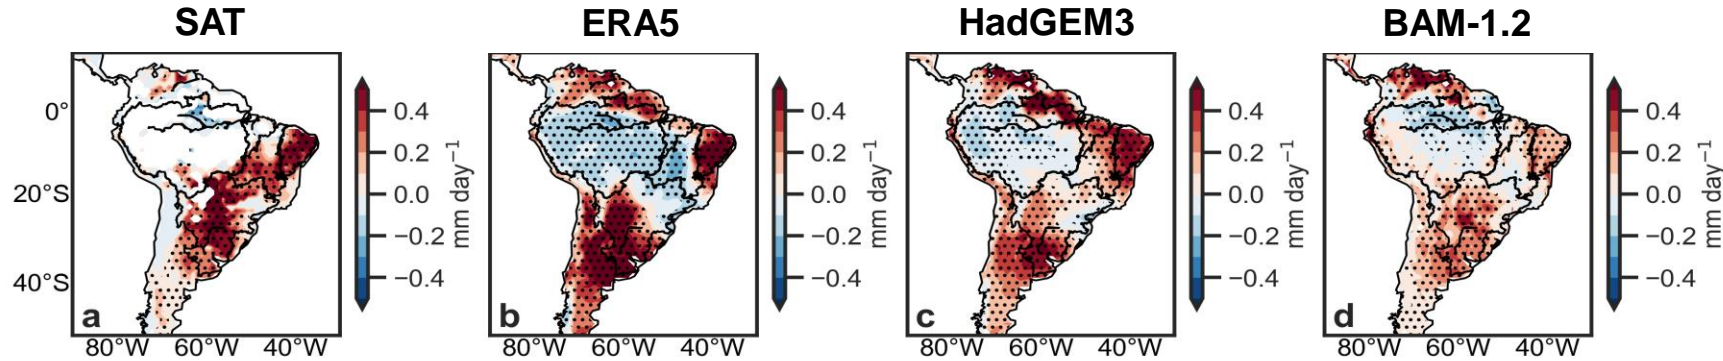 SAT ERA5 HadGEM3 BAM-1.2
0° 0.4 0.4 0.4 0.4
0.2 0.2 0.2 0.2
20°S 0.0 0.0 0.0 0.0
−0.2 −0.2 −0.2 −0.2
40°S −0.4 −0.4 −0.4 −0.4
mm day⁻¹ mm day⁻¹ mm day⁻¹ mm day⁻¹
a b c d
80°W 60°W 40°W 80°W 60°W 40°W 80°W 60°W 40°W 80°W 60°W 40°W